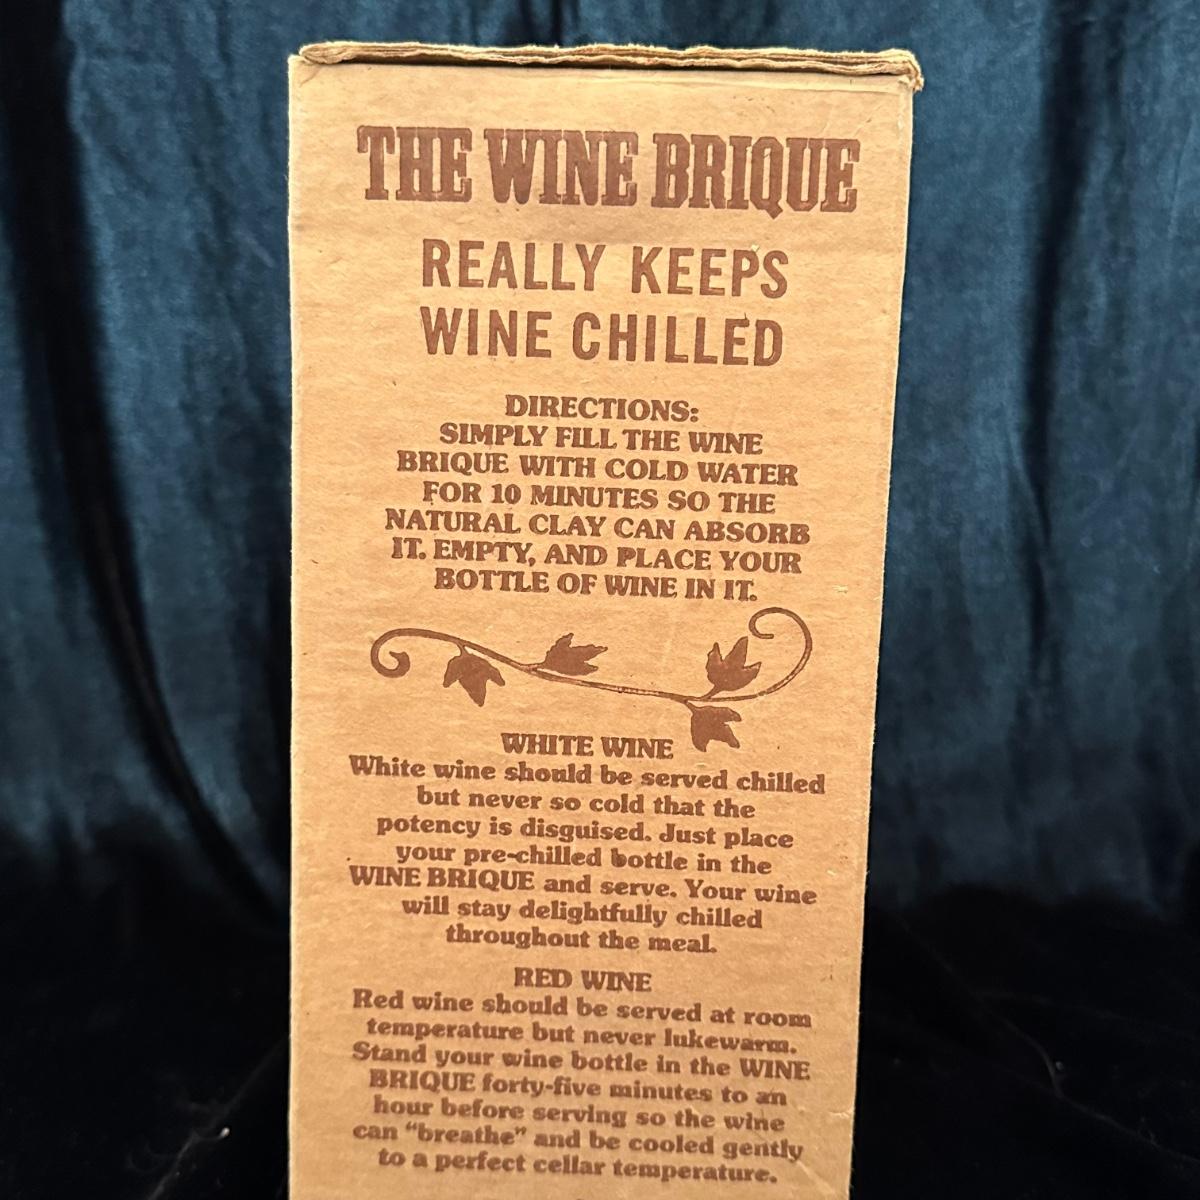 THE WINE BRIQUE
REALLY KEEPS
WINE CHILLED
DIRECTIONS:
SIMPLY FILL THE WINE
BRIQUE WITH COLD WATER
FOR 10 MINUTES SO THE
NATURAL CLAY CAN ABSORB
IT. EMPTY, AND PLACE YOUR
BOTTLE OF WINE IN IT.
WHITE WINE
White wine should be served chilled
but never so cold that the
potency is disguised. Just place
your pre-chilled bottle in the
WINE BRIQUE and serve. Your wine
will stay delightfully chilled
throughout the meal.
RED WINE
Red wine should be served at room
temperature but never lukewarm.
Stand your wine bottle in the WINE
BRIQUE forty-five minutes to an
hour before serving so the wine
can "breathe" and be cooled gently
to a perfect cellar temperature.